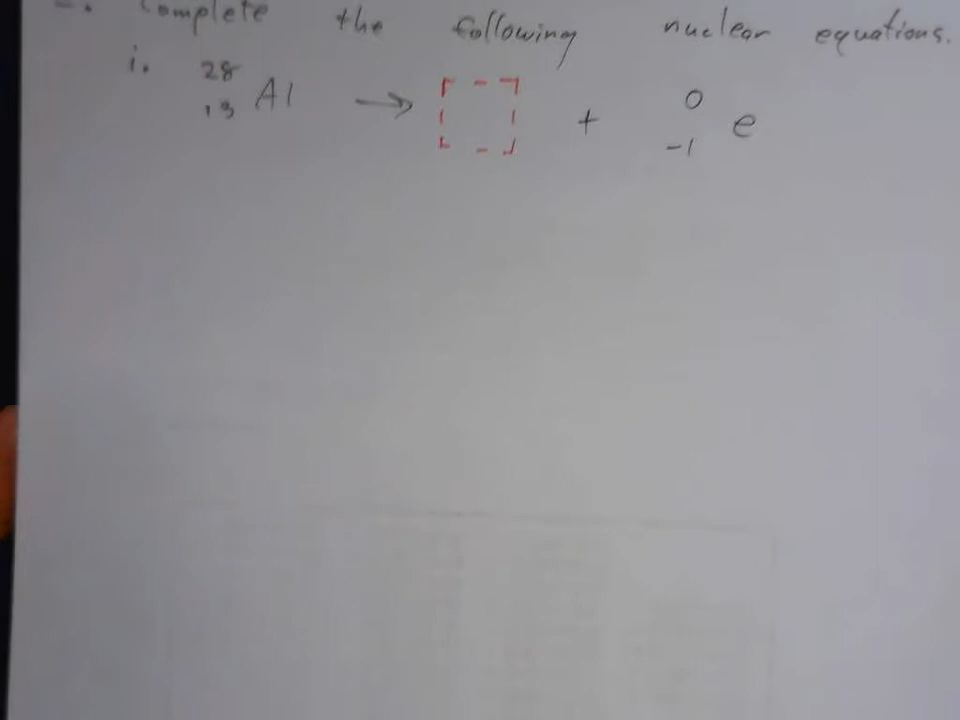 Complete the following nuclear equations.
i. 28
13 Al → + 0
-1 e